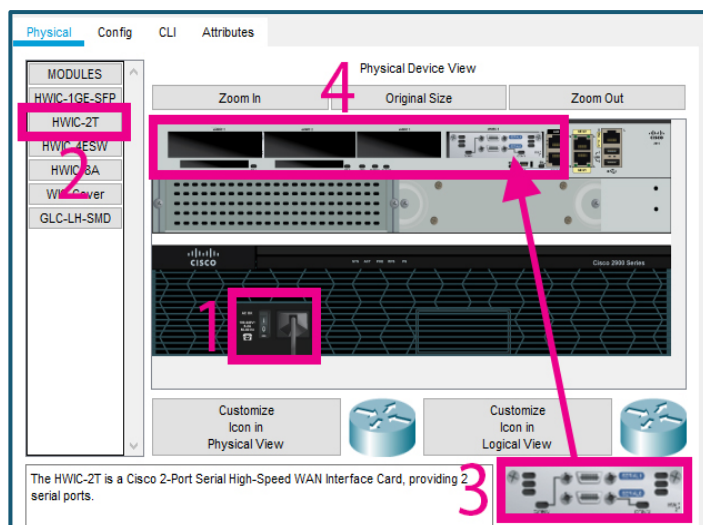 Physical Config CLI Attributes
MODULES
HWIC-1GE-SFP
HWIC-2T
HWIC-4ESW
HWIC-8A
WIC-Cover
GLC-LH-SMD
2
Physical Device View
4
Zoom In Original Size Zoom Out
CISCO
Cisco 2900 Series
1
Customize
Icon in
Physical View
Customize
Icon in
Logical View
The HWIC-2T is a Cisco 2-Port Serial High-Speed WAN Interface Card, providing 2
serial ports.
3